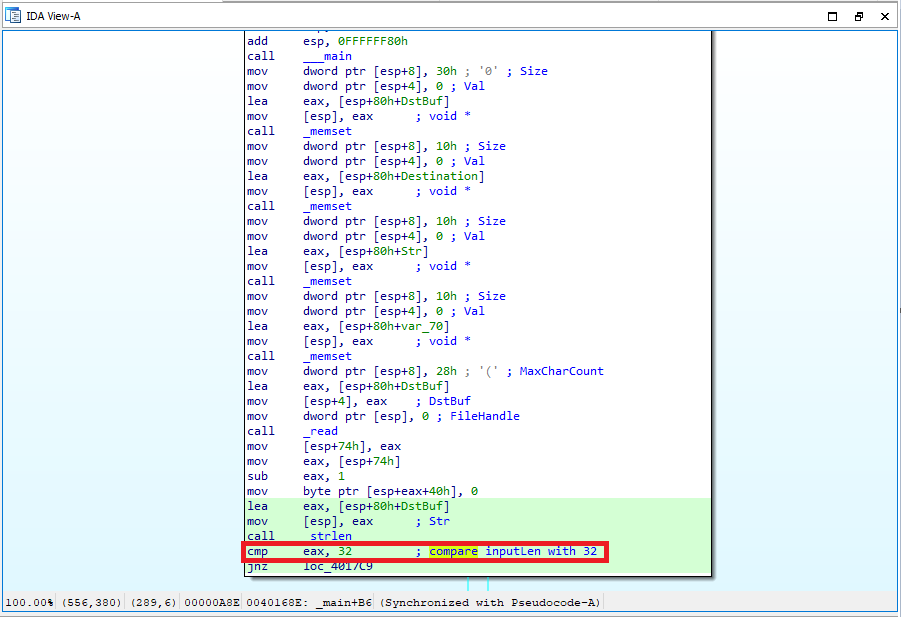 IDA View-A
add esp, 0FFFFFF80h
call ___main
mov dword ptr [esp+8], 30h ; '0' ; Size
mov dword ptr [esp+4], 0 ; Val
lea eax, [esp+80h+DstBuf]
mov [esp], eax ; void *
call _memset
mov dword ptr [esp+8], 10h ; Size
mov dword ptr [esp+4], 0 ; Val
lea eax, [esp+80h+Destination]
mov [esp], eax ; void *
call _memset
mov dword ptr [esp+8], 10h ; Size
mov dword ptr [esp+4], 0 ; Val
lea eax, [esp+80h+Str]
mov [esp], eax ; void *
call _memset
mov dword ptr [esp+8], 10h ; Size
mov dword ptr [esp+4], 0 ; Val
lea eax, [esp+80h+var_70]
mov [esp], eax ; void *
call _memset
mov dword ptr [esp+8], 28h ; '(' ; MaxCharCount
lea eax, [esp+80h+DstBuf]
mov [esp+4], eax ; DstBuf
mov dword ptr [esp], 0 ; FileHandle
call _read
mov [esp+74h], eax
mov eax, [esp+74h]
sub eax, 1
mov byte ptr [esp+eax+40h], 0
lea eax, [esp+80h+DstBuf]
mov [esp], eax ; Str
call _strlen
cmp eax, 32 ; compare inputLen with 32
jnz loc_4017C9
100.00% (556,380) (289,6) 00000A8E 0040168E: _main+B6 (Synchronized with Pseudocode-A)